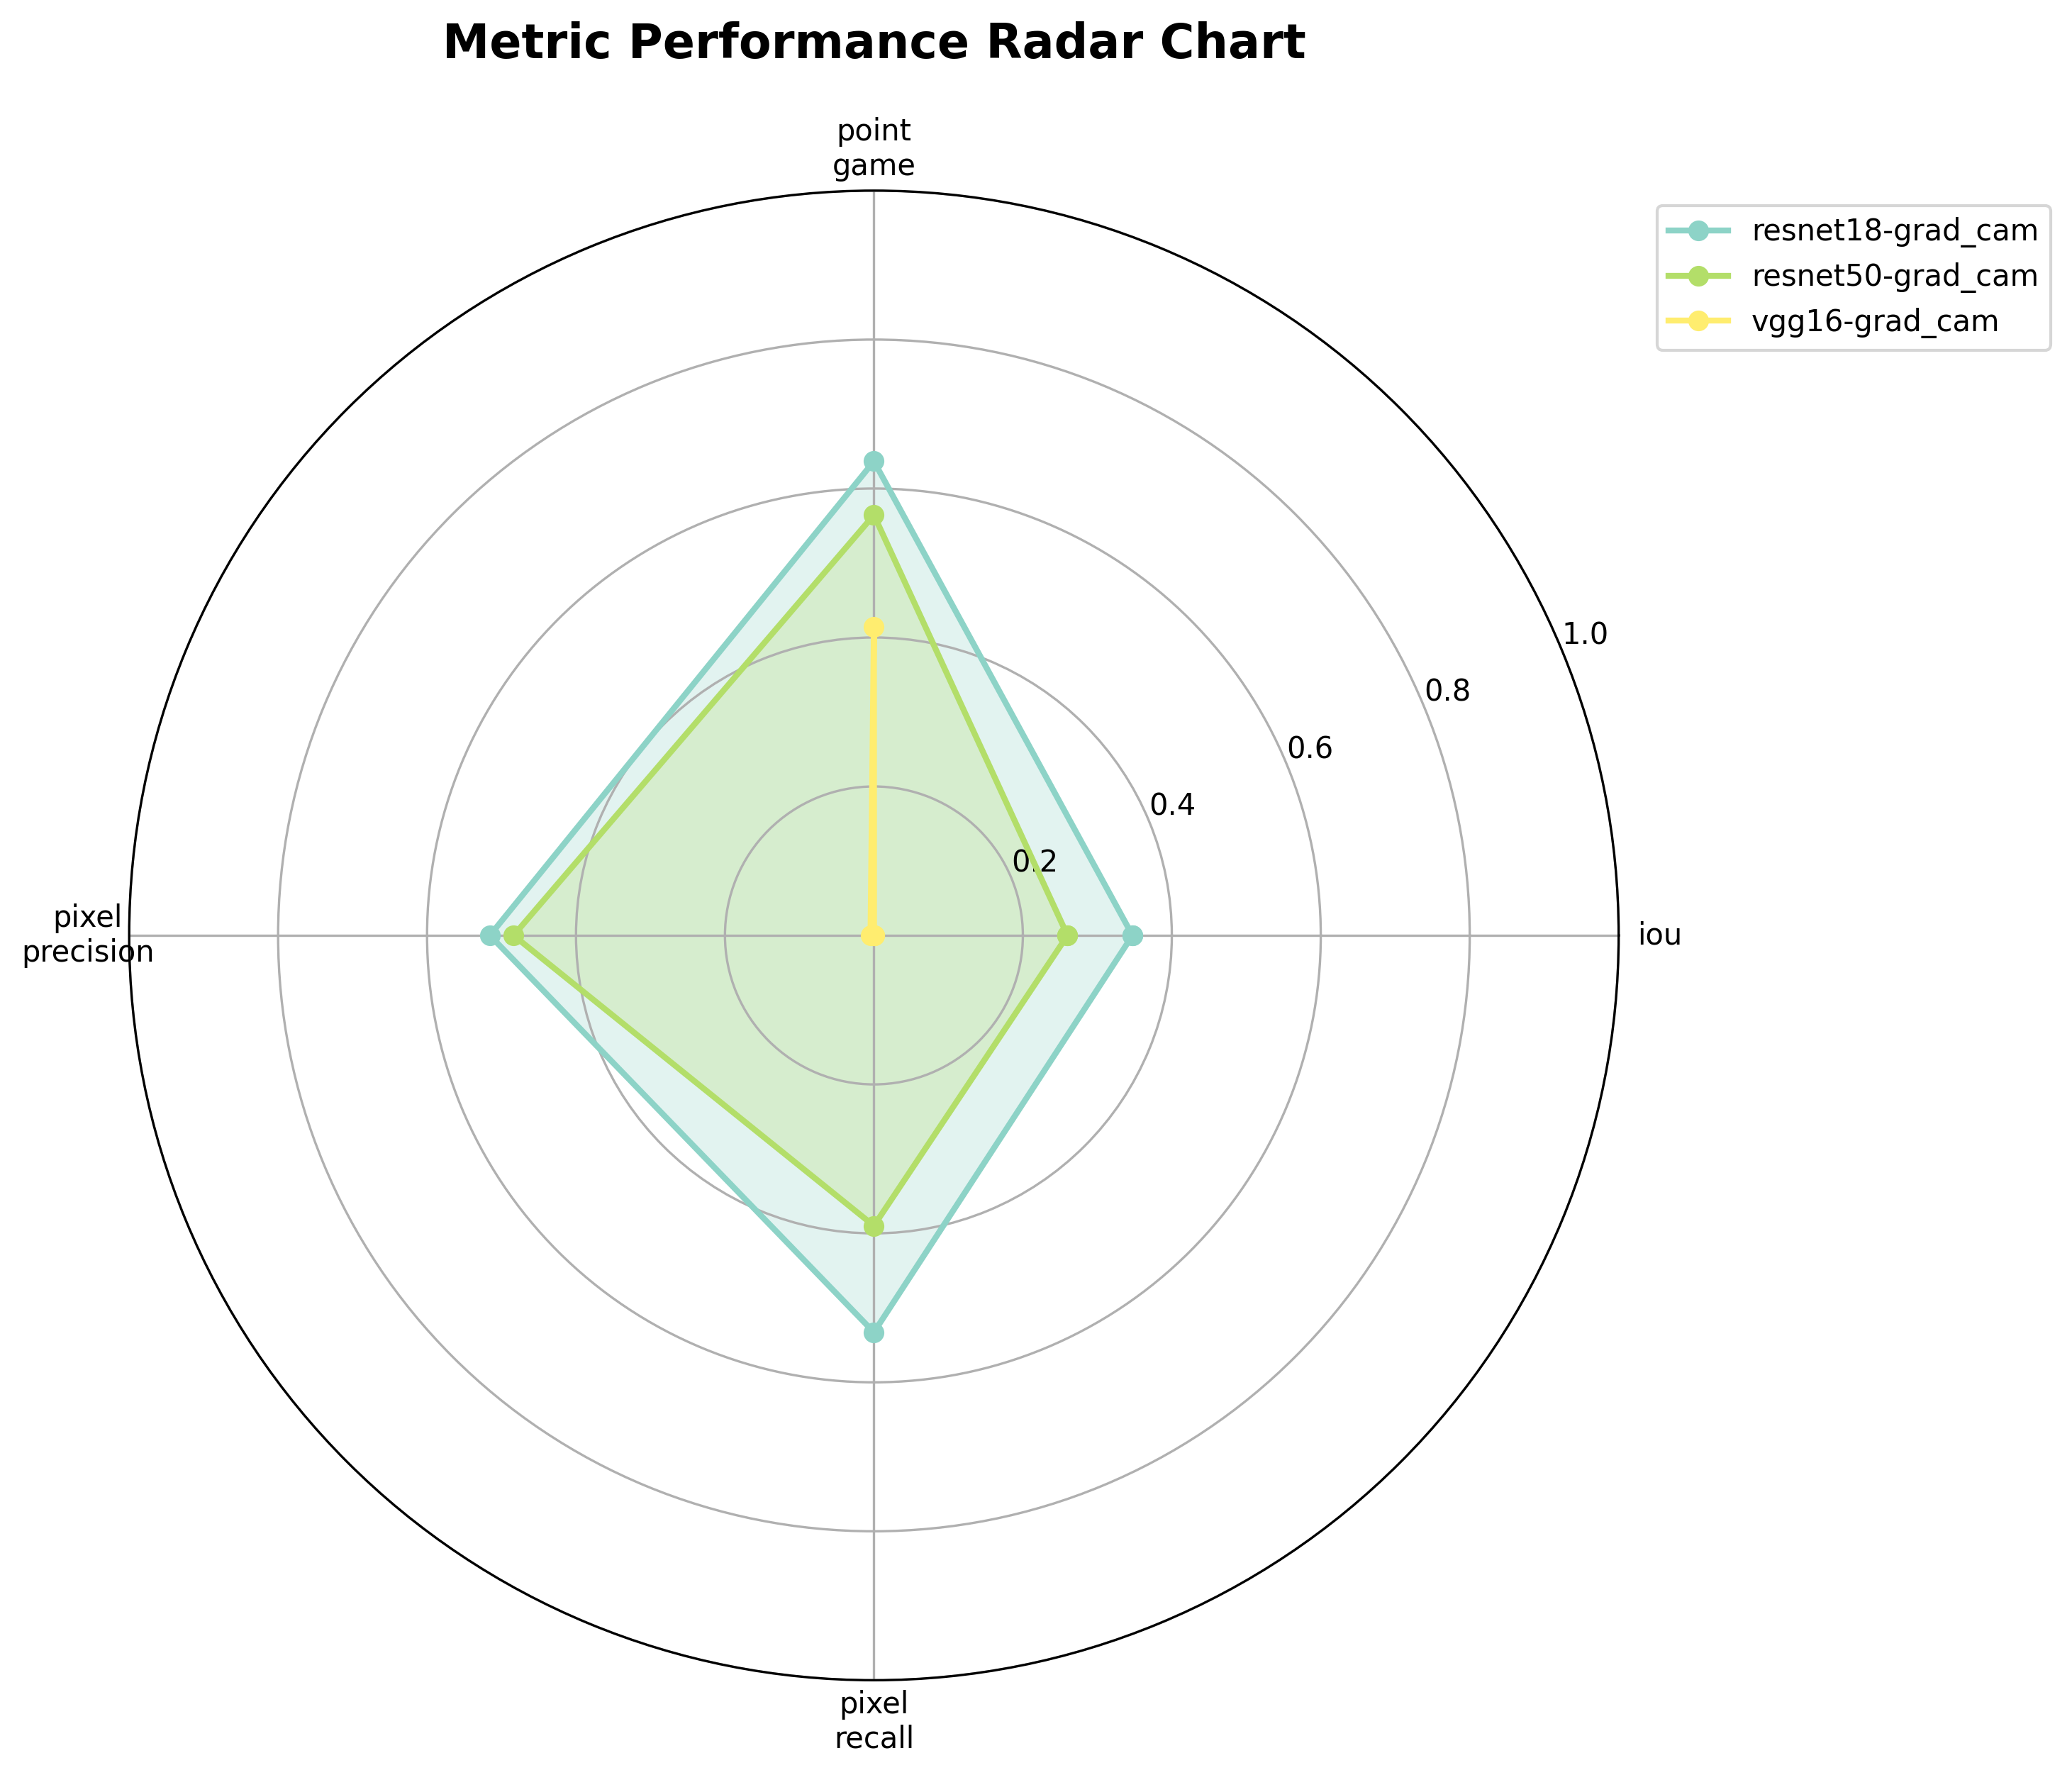 Metric Performance Radar Chart
point
game
resnet18-grad_cam
resnet50-grad_cam
vgg16-grad_cam
1.0
0.8
0.6
0.4
0.2
pixel
precision
iou
pixel
recall